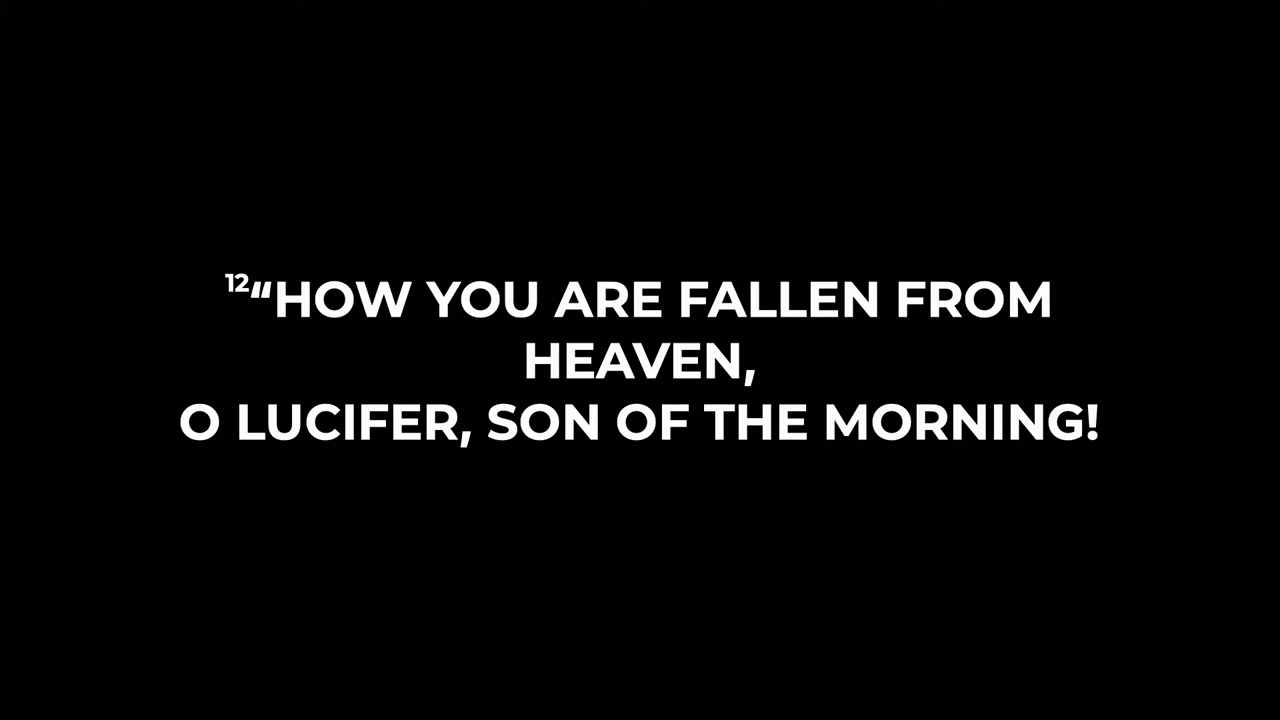 ¹²“HOW YOU ARE FALLEN FROM
HEAVEN,
O LUCIFER, SON OF THE MORNING!